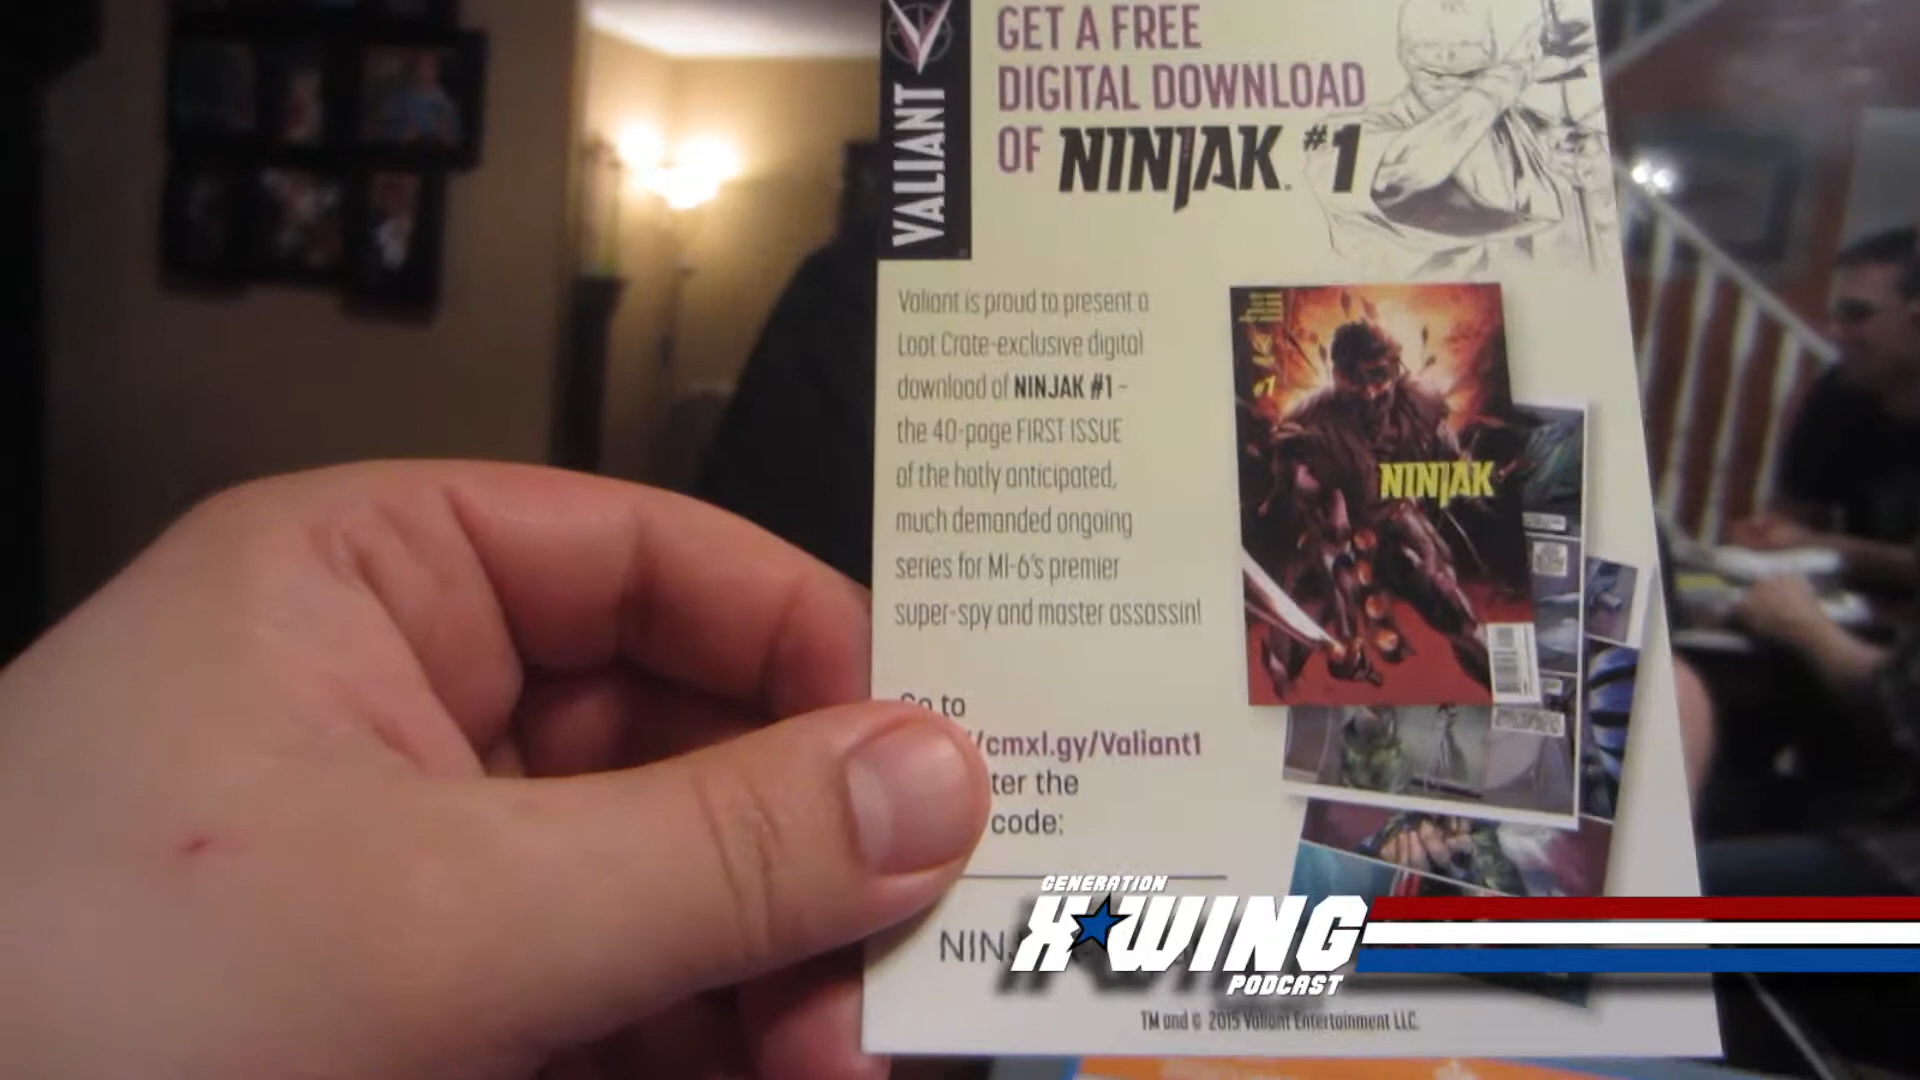 VALIANT
GET A FREE
DIGITAL DOWNLOAD
OF NINJAK #1
Valiant is proud to present a
Loot Crate-exclusive digital
download of NINJAK #1 -
the 40-page FIRST ISSUE
of the hotly anticipated,
much demanded ongoing
series for MI-6's premier
super-spy and master assassin!
#1
NINJAK
Go to
//cmxl.gy/Valiant1
ter the
code:
NIN
GENERATION
X WING
PODCAST
TM and © 2015 Valiant Entertainment LLC.